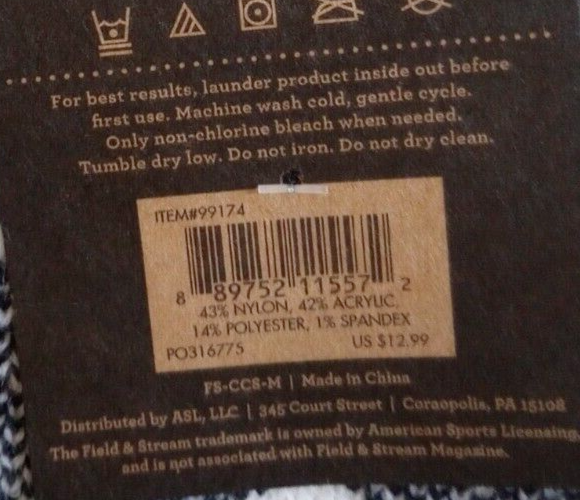 For best results, launder product inside out before
first use. Machine wash cold, gentle cycle.
Only non-chlorine bleach when needed.
Tumble dry low. Do not iron. Do not dry clean.
ITEM#99174
8 89752 11557 2
43% NYLON, 42% ACRYLIC,
14% POLYESTER, 1% SPANDEX
PO316775 US $12.99
FS-CCS-M | Made in China
Distributed by ASL, LLC | 345 Court Street | Coraopolis, PA 15108
The Field & Stream trademark is owned by American Sports Licensing,
and is not associated with Field & Stream Magazine.